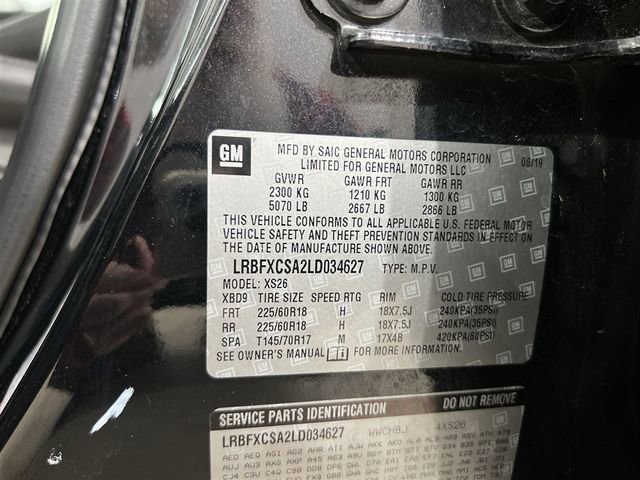 GM
MFD BY SAIC GENERAL MOTORS CORPORATION 06/19
LIMITED FOR GENERAL MOTORS LLC
GVWR GAWR FRT GAWR RR
2300 KG 1210 KG 1300 KG
5070 LB 2667 LB 2866 LB
THIS VEHICLE CONFORMS TO ALL APPLICABLE U.S. FEDERAL MOTOR
VEHICLE SAFETY AND THEFT PREVENTION STANDARDS IN EFFECT ON
THE DATE OF MANUFACTURE SHOWN ABOVE.
LRBFXCSA2LD034627 TYPE: M.P.V.
MODEL: XS26
XBD9 TIRE SIZE SPEED RTG RIM COLD TIRE PRESSURE
FRT 225/60R18 H 18X7.5J 240KPA(35PSI)
RR 225/60R18 H 18X7.5J 240KPA(35PSI)
SPA T145/70R17 M 17X4B 420KPA(60PSI)
SEE OWNER'S MANUAL FOR MORE INFORMATION.
SERVICE PARTS IDENTIFICATION DO NOT REMOVE
LRBFXCSA2LD034627 WWCH8J 4XS26